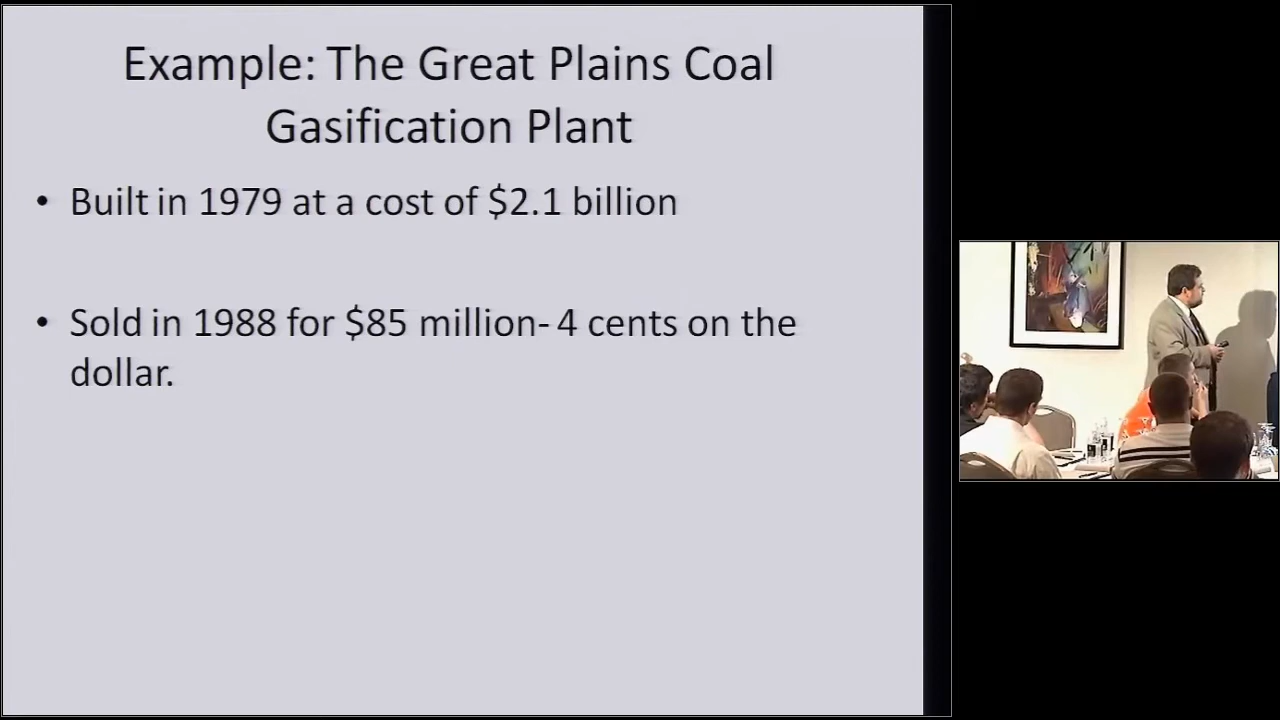 Example: The Great Plains Coal
Gasification Plant
• Built in 1979 at a cost of $2.1 billion
• Sold in 1988 for $85 million- 4 cents on the
dollar.